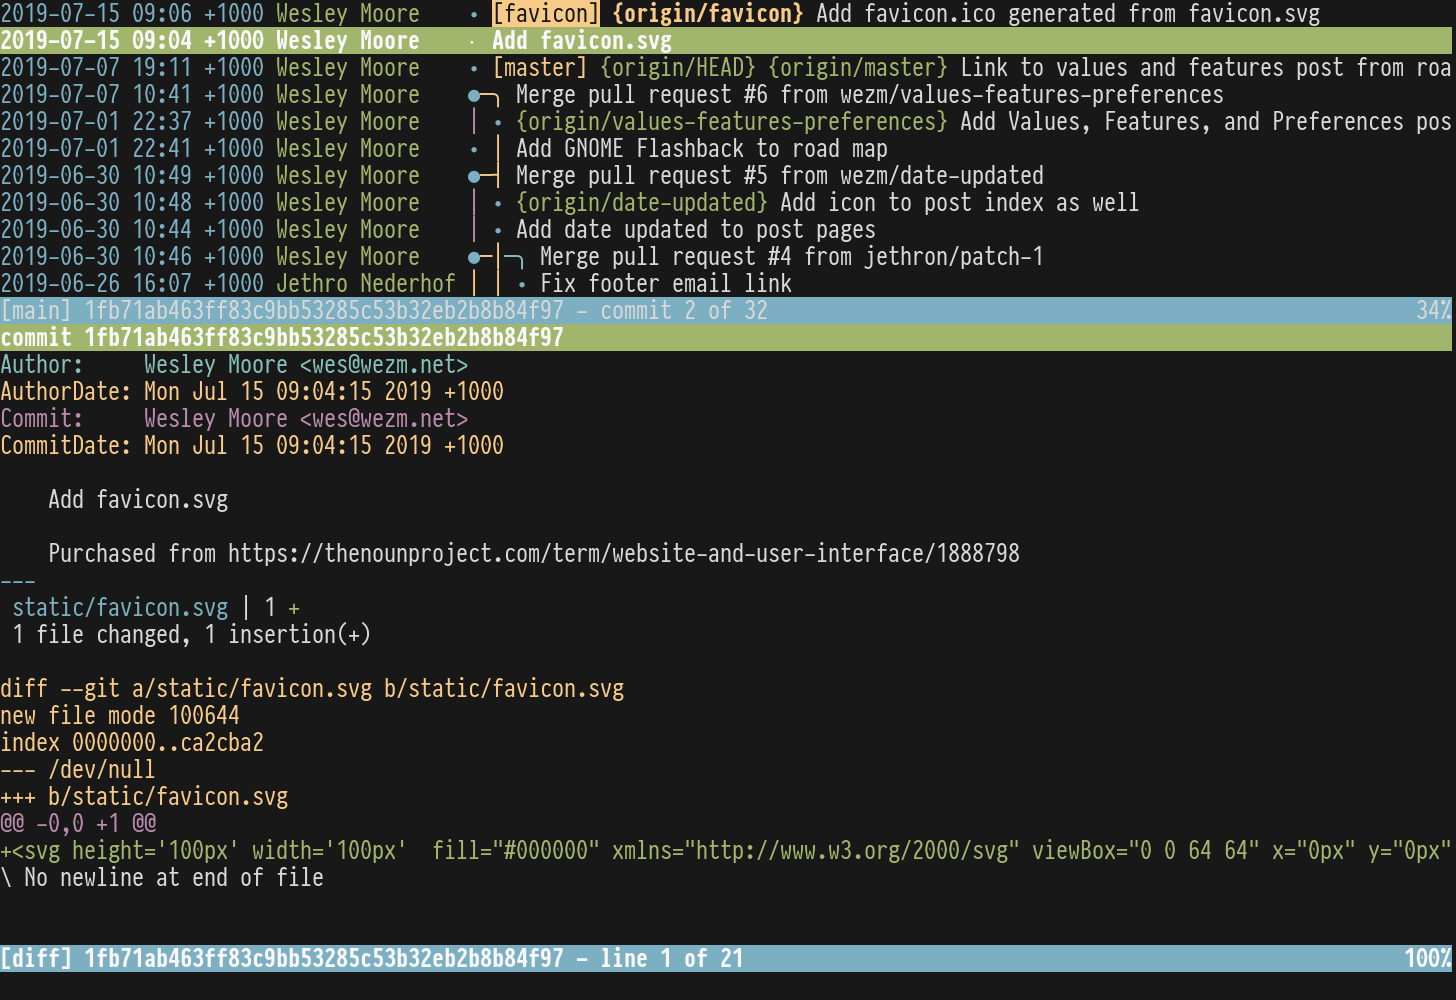 2019-07-15 09:06 +1000 Wesley Moore [favicon] {origin/favicon} Add favicon.ico generated from favicon.svg
2019-07-15 09:04 +1000 Wesley Moore Add favicon.svg
2019-07-07 19:11 +1000 Wesley Moore [master] {origin/HEAD} {origin/master} Link to values and features post from roa
2019-07-07 10:41 +1000 Wesley Moore Merge pull request #6 from wezm/values-features-preferences
2019-07-01 22:37 +1000 Wesley Moore {origin/values-features-preferences} Add Values, Features, and Preferences pos
2019-07-01 22:41 +1000 Wesley Moore Add GNOME Flashback to road map
2019-06-30 10:49 +1000 Wesley Moore Merge pull request #5 from wezm/date-updated
2019-06-30 10:48 +1000 Wesley Moore {origin/date-updated} Add icon to post index as well
2019-06-30 10:44 +1000 Wesley Moore Add date updated to post pages
2019-06-30 10:46 +1000 Wesley Moore Merge pull request #4 from jethron/patch-1
2019-06-26 16:07 +1000 Jethro Nederhof Fix footer email link
[main] 1fb71ab463ff83c9bb53285c53b32eb2b8b84f97 - commit 2 of 32 34%
commit 1fb71ab463ff83c9bb53285c53b32eb2b8b84f97
Author:     Wesley Moore <wes@wezm.net>
AuthorDate: Mon Jul 15 09:04:15 2019 +1000
Commit:     Wesley Moore <wes@wezm.net>
CommitDate: Mon Jul 15 09:04:15 2019 +1000
Add favicon.svg
Purchased from https://thenounproject.com/term/website-and-user-interface/1888798
---
static/favicon.svg | 1 +
1 file changed, 1 insertion(+)
diff --git a/static/favicon.svg b/static/favicon.svg
new file mode 100644
index 0000000..ca2cba2
--- /dev/null
+++ b/static/favicon.svg
@@ -0,0 +1 @@
+<svg height='100px' width='100px'  fill="#000000" xmlns="http://www.w3.org/2000/svg" viewBox="0 0 64 64" x="0px" y="0px"
\ No newline at end of file
[diff] 1fb71ab463ff83c9bb53285c53b32eb2b8b84f97 - line 1 of 21 100%